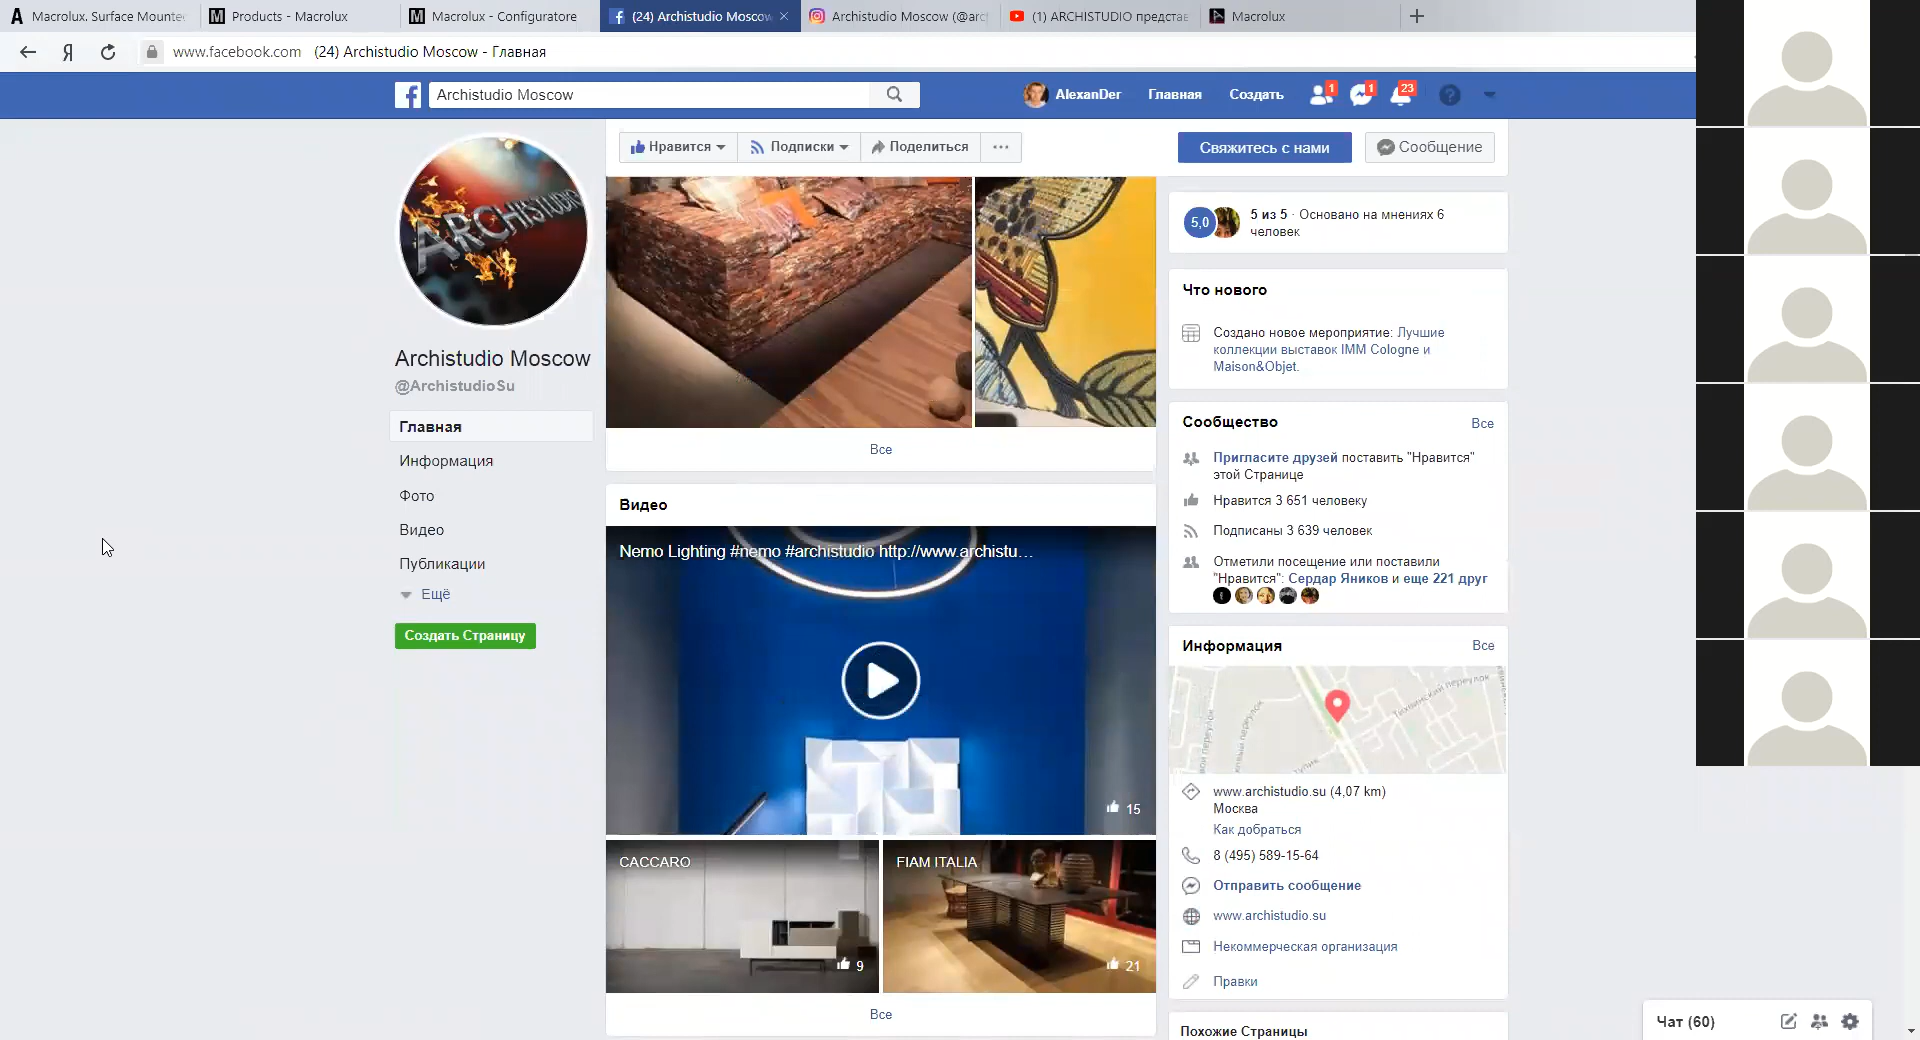 Macrolux. Surface Mounted
Products - Macrolux
Macrolux - Configuratore
(24) Archistudio Moscow
Archistudio Moscow (@arc
(1) ARCHISTUDIO представ
Macrolux
www.facebook.com (24) Archistudio Moscow - Главная
Archistudio Moscow
AlexanDer
Главная
Создать
1
1
23
ARCHISTUDIO
Archistudio Moscow
@ArchistudioSu
Главная
Информация
Фото
Видео
Публикации
Ещё
Создать Страницу
Нравится
Подписки
Поделиться
Свяжитесь с нами
Сообщение
Все
Видео
Nemo Lighting #nemo #archistudio http://www.archistu…
15
CACCARO
9
FIAM ITALIA
21
Все
5,0
5 из 5 · Основано на мнениях 6
человек
Что нового
Создано новое мероприятие: Лучшие
коллекции выставок IMM Cologne и
Maison&Objet.
Сообщество
Все
Пригласите друзей поставить "Нравится"
этой Странице
Нравится 3 651 человеку
Подписаны 3 639 человек
Отметили посещение или поставили
"Нравится": Сердар Яников и еще 221 друг
Информация
Все
Тихвинский переулок
www.archistudio.su (4,07 km)
Москва
Как добраться
8 (495) 589-15-64
Отправить сообщение
www.archistudio.su
Некоммерческая организация
Правки
Похожие Страницы
Чат (60)